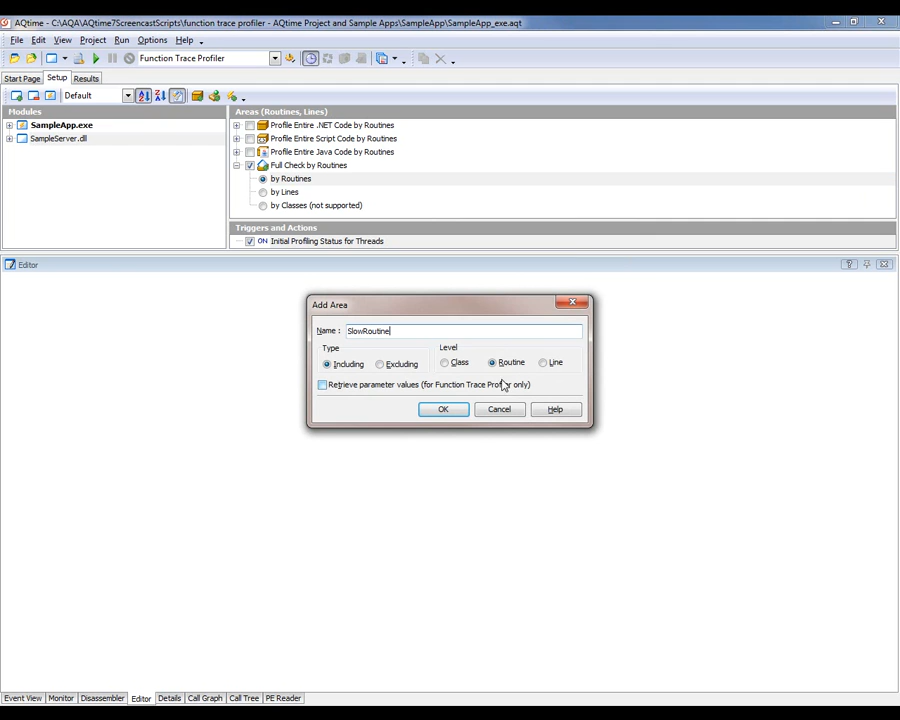 AQtime - C:\AQA\AQTime7ScreencastScripts\function trace profiler - AQtime Project and Sample Apps\SampleApp\SampleApp_exe.aqt
File Edit View Project Run Options Help
Function Trace Profiler
Start Page Setup Results
Default
Modules
SampleApp.exe
SampleServer.dll
Areas (Routines, Lines)
Profile Entire .NET Code by Routines
Profile Entire Script Code by Routines
Profile Entire Java Code by Routines
Full Check by Routines
by Routines
by Lines
by Classes (not supported)
Triggers and Actions
ON Initial Profiling Status for Threads
Editor
Add Area
Name : SlowRoutine
Type Level
Including Excluding Class Routine Line
Retrieve parameter values (for Function Trace Profiler only)
OK Cancel Help
Event View Monitor Disassembler Editor Details Call Graph Call Tree PE Reader